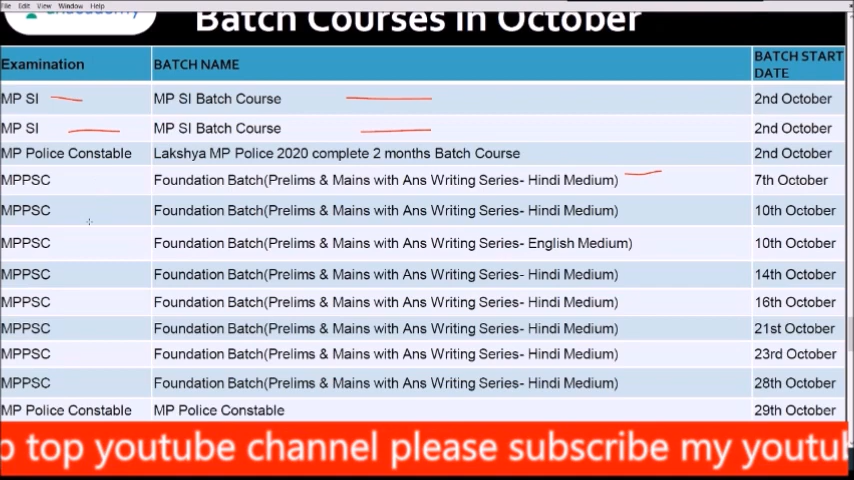 File Edit View Window Help
Batch Courses in October
Examination BATCH NAME BATCH START DATE
MP SI MP SI Batch Course 2nd October
MP SI MP SI Batch Course 2nd October
MP Police Constable Lakshya MP Police 2020 complete 2 months Batch Course 2nd October
MPPSC Foundation Batch(Prelims & Mains with Ans Writing Series- Hindi Medium) 7th October
MPPSC Foundation Batch(Prelims & Mains with Ans Writing Series- Hindi Medium) 10th October
MPPSC Foundation Batch(Prelims & Mains with Ans Writing Series- English Medium) 10th October
MPPSC Foundation Batch(Prelims & Mains with Ans Writing Series- Hindi Medium) 14th October
MPPSC Foundation Batch(Prelims & Mains with Ans Writing Series- Hindi Medium) 16th October
MPPSC Foundation Batch(Prelims & Mains with Ans Writing Series- Hindi Medium) 21st October
MPPSC Foundation Batch(Prelims & Mains with Ans Writing Series- Hindi Medium) 23rd October
MPPSC Foundation Batch(Prelims & Mains with Ans Writing Series- Hindi Medium) 28th October
MP Police Constable MP Police Constable 29th October
top youtube channel please subscribe my